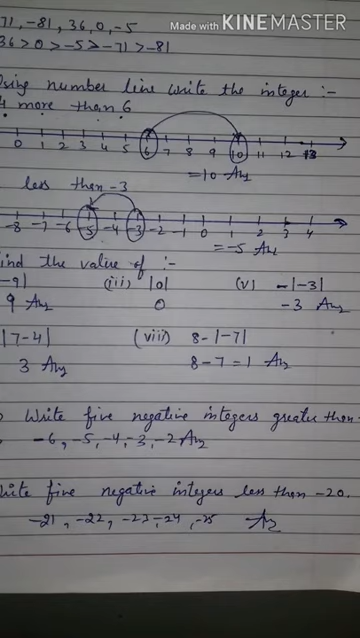 Made with KINEMASTER
71, -81, 36, 0, -5
36 > 0 > -5 > -71 > -81
Using number line write the integer :-
4 more than 6
0 1 2 3 4 5 6 7 8 9 10 11 12 13
= 10 Ans
less then -3
-8 -7 -6 -5 -4 -3 -2 -1 0 1 2 3 4
= -5 Ans
Find the value of :-
-9| (iii) |0| (v) -|-3|
9 Ans 0 -3 Ans
|7-4| (viii) 8-|-7|
3 Ans 8-7=1 Ans
Write five negative integers greater then
-6, -5, -4, -3, -2 Ans
Write five negative integers less then -20.
-21, -22, -23, -24, -25 Ans